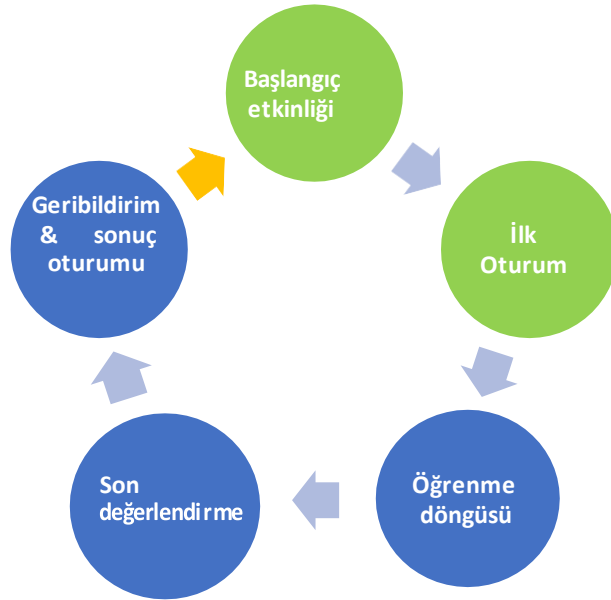 Başlangıç
etkinliği
İlk
Oturum
Öğrenme
döngüsü
Son
değerlendirme
Geribildirim
& sonuç
oturumu